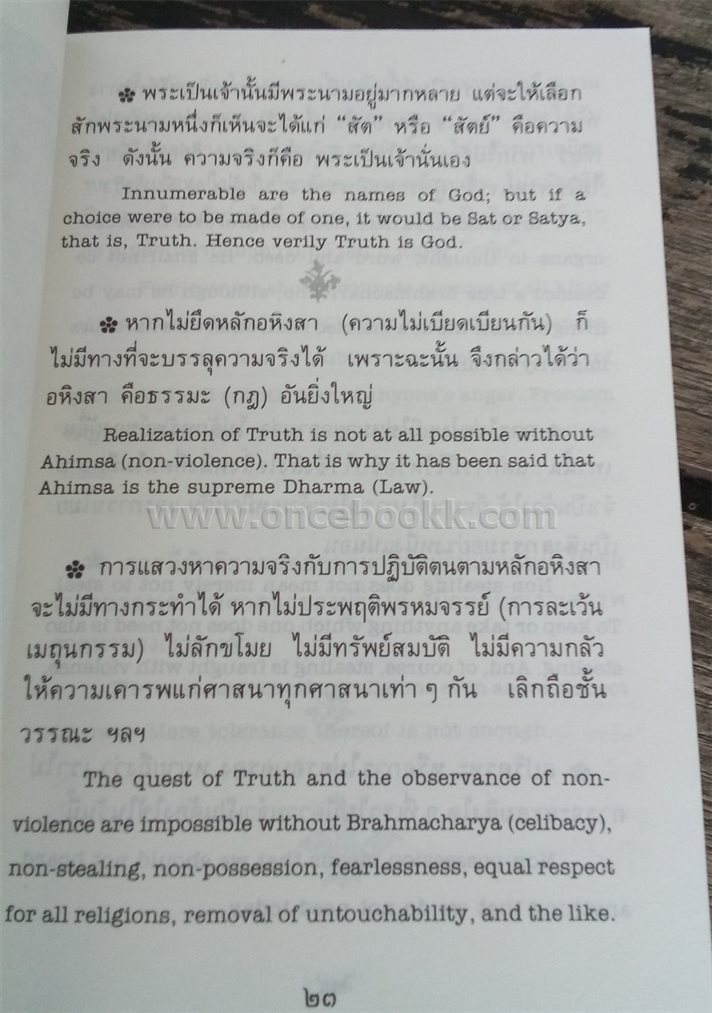 พระเป็นเจ้านั้นมีพระนามอยู่มากหลาย แต่จะให้เลือก
สักพระนามหนึ่งก็เห็นจะได้แก่ “สัต” หรือ “สัตย์” คือความ
จริง ดังนั้น ความจริงก็คือ พระเป็นเจ้านั่นเอง
Innumerable are the names of God; but if a
choice were to be made of one, it would be Sat or Satya,
that is, Truth. Hence verily Truth is God.
หากไม่ยึดหลักอหิงสา (ความไม่เบียดเบียนกัน) ก็
ไม่มีทางที่จะบรรลุความจริงได้ เพราะฉะนั้น จึงกล่าวได้ว่า
อหิงสา คือธรรมะ (กฎ) อันยิ่งใหญ่
Realization of Truth is not at all possible without
Ahimsa (non-violence). That is why it has been said that
Ahimsa is the supreme Dharma (Law).
www.oncebookk.com
การแสวงหาความจริงกับการปฏิบัติตนตามหลักอหิงสา
จะไม่มีทางกระทำได้ หากไม่ประพฤติพรหมจรรย์ (การละเว้น
เมถุนกรรม) ไม่ลักขโมย ไม่มีทรัพย์สมบัติ ไม่มีความกลัว
ให้ความเคารพแก่ศาสนาทุกศาสนาเท่า ๆ กัน เลิกถือชั้น
วรรณะ ฯลฯ
The quest of Truth and the observance of non-
violence are impossible without Brahmacharya (celibacy),
non-stealing, non-possession, fearlessness, equal respect
for all religions, removal of untouchability, and the like.
๒๓